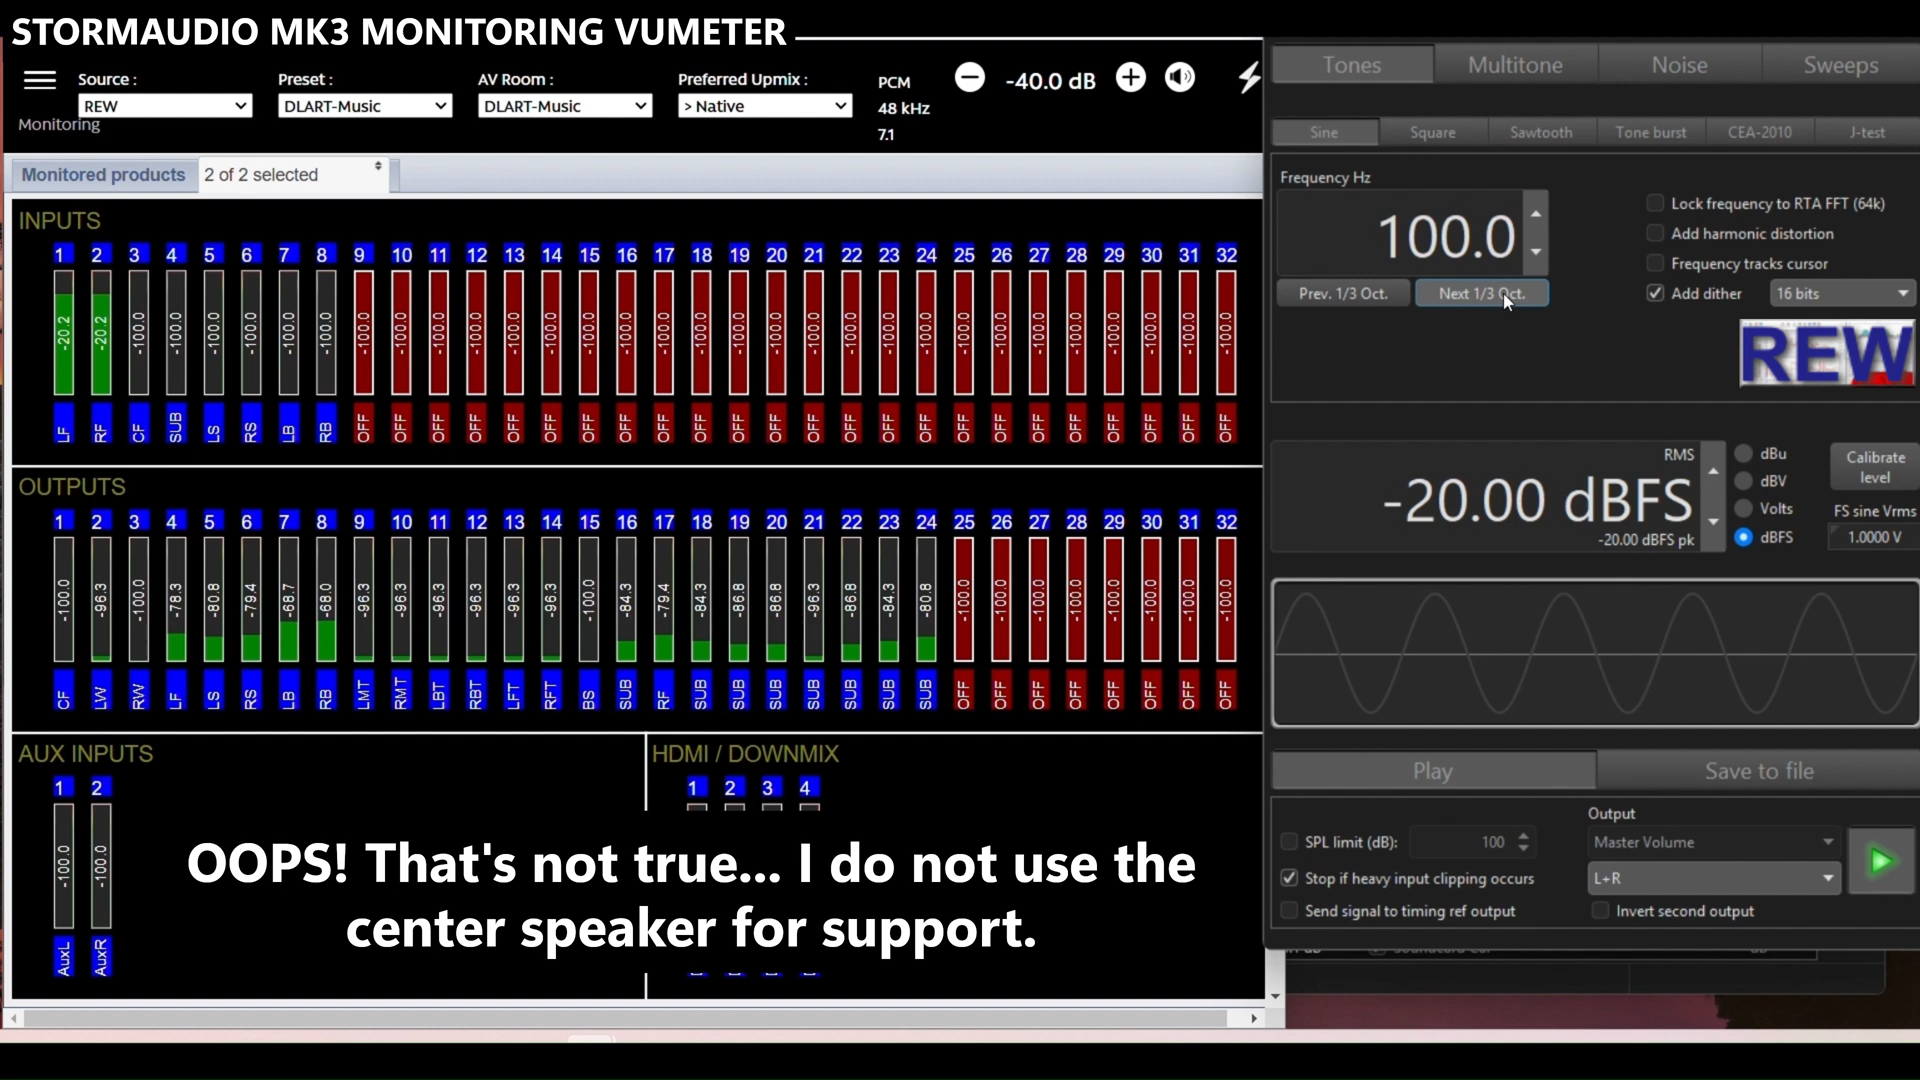 STORMAUDIO MK3 MONITORING VUMETER
Source : Preset : AV Room : Preferred Upmix :
REW DLART-Music DLART-Music > Native
PCM
48 kHz
7.1
-40.0 dB
Monitoring
Monitored products 2 of 2 selected
INPUTS
1 2 3 4 5 6 7 8 9 10 11 12 13 14 15 16 17 18 19 20 21 22 23 24 25 26 27 28 29 30 31 32
-20.2 -20.2 -100.0 -100.0 -100.0 -100.0 -100.0 -100.0 -100.0 -100.0 -100.0 -100.0 -100.0 -100.0 -100.0 -100.0 -100.0 -100.0 -100.0 -100.0 -100.0 -100.0 -100.0 -100.0 -100.0 -100.0 -100.0 -100.0 -100.0 -100.0 -100.0 -100.0
LF RF CF SUB LS RS LB RB OFF OFF OFF OFF OFF OFF OFF OFF OFF OFF OFF OFF OFF OFF OFF OFF OFF OFF OFF OFF OFF OFF OFF OFF
OUTPUTS
1 2 3 4 5 6 7 8 9 10 11 12 13 14 15 16 17 18 19 20 21 22 23 24 25 26 27 28 29 30 31 32
-100.0 -96.3 -100.0 -78.3 -80.8 -79.4 -68.7 -68.0 -96.3 -96.3 -96.3 -96.3 -96.3 -96.3 -100.0 -84.3 -79.4 -84.3 -86.8 -86.8 -96.3 -86.8 -84.3 -80.8 -100.0 -100.0 -100.0 -100.0 -100.0 -100.0 -100.0 -100.0
CF LW RW LF LS RS LB RB LMT RMT LBT RBT LFT RFT BS SUB RF SUB SUB SUB SUB SUB SUB SUB OFF OFF OFF OFF OFF OFF OFF OFF
AUX INPUTS
1 2
-100.0 -100.0
AuxL AuxR
HDMI / DOWNMIX
1 2 3 4
OOPS! That's not true... I do not use the
center speaker for support.
Tones Multitone Noise Sweeps
Sine Square Sawtooth Tone burst CEA-2010 J-test
Frequency Hz
100.0
Prev. 1/3 Oct. Next 1/3 Oct.
Lock frequency to RTA FFT (64k)
Add harmonic distortion
Frequency tracks cursor
Add dither 16 bits
REW
RMS
-20.00 dBFS
-20.00 dBFS pk
dBu
dBV
Volts
dBFS
Calibrate
level
FS sine Vrms
1.0000 V
Play Save to file
SPL limit (dB): 100
Stop if heavy input clipping occurs
Send signal to timing ref output
Output
Master Volume
L+R
Invert second output